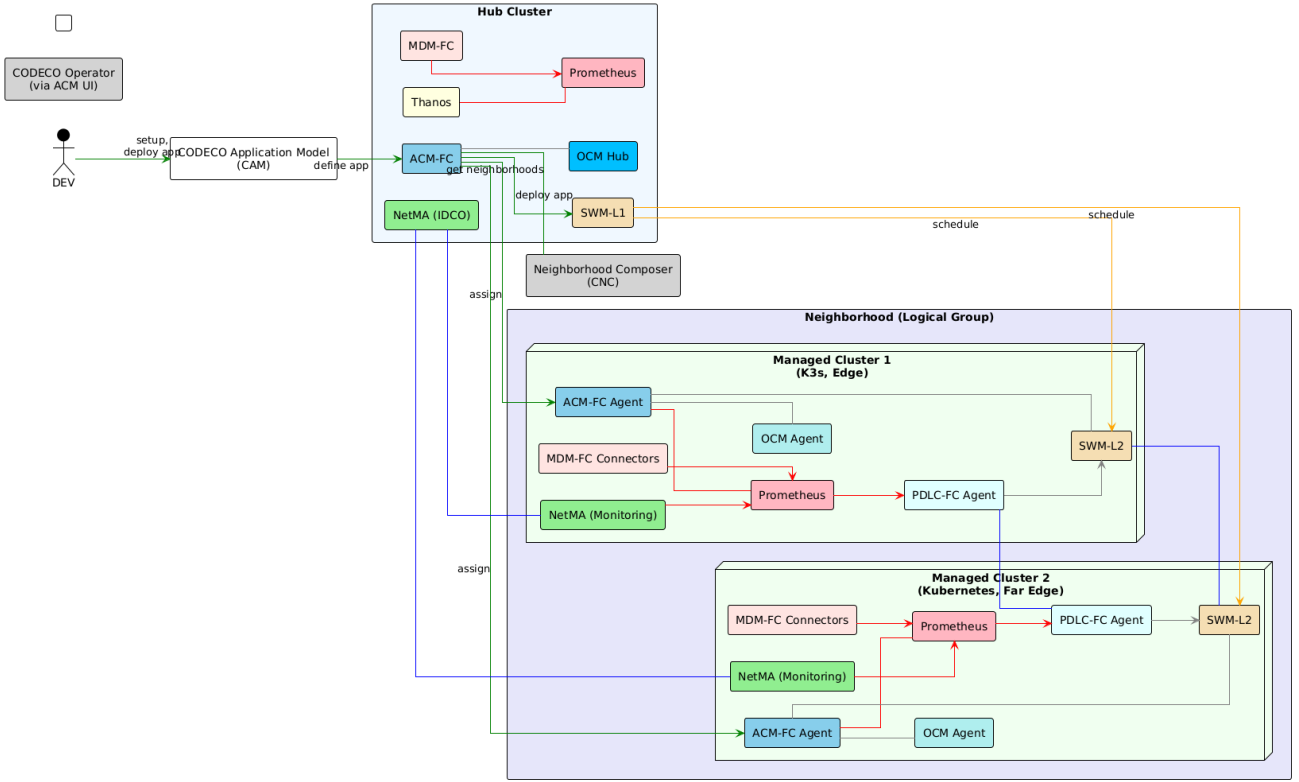 CODECO Operator
(via ACM UI)
DEV
setup,
deploy app
CODECO Application Model
(CAM)
define app
Hub Cluster
MDM-FC
Prometheus
Thanos
ACM-FC
OCM Hub
get neighborhoods
deploy app
NetMA (IDCO)
SWM-L1
schedule
schedule
Neighborhood Composer
(CNC)
assign
Neighborhood (Logical Group)
Managed Cluster 1
(K3s, Edge)
ACM-FC Agent
OCM Agent
SWM-L2
MDM-FC Connectors
Prometheus
PDLC-FC Agent
NetMA (Monitoring)
assign
Managed Cluster 2
(Kubernetes, Far Edge)
MDM-FC Connectors
Prometheus
PDLC-FC Agent
SWM-L2
NetMA (Monitoring)
ACM-FC Agent
OCM Agent